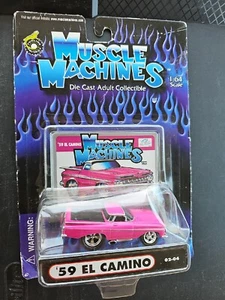 MUSCLE
MACHINES
Die Cast Adult Collectible
1:64
Scale
'59 EL CAMINO
MUSCLE
MACHINES
WARNING:
'59 EL CAMINO
02-06